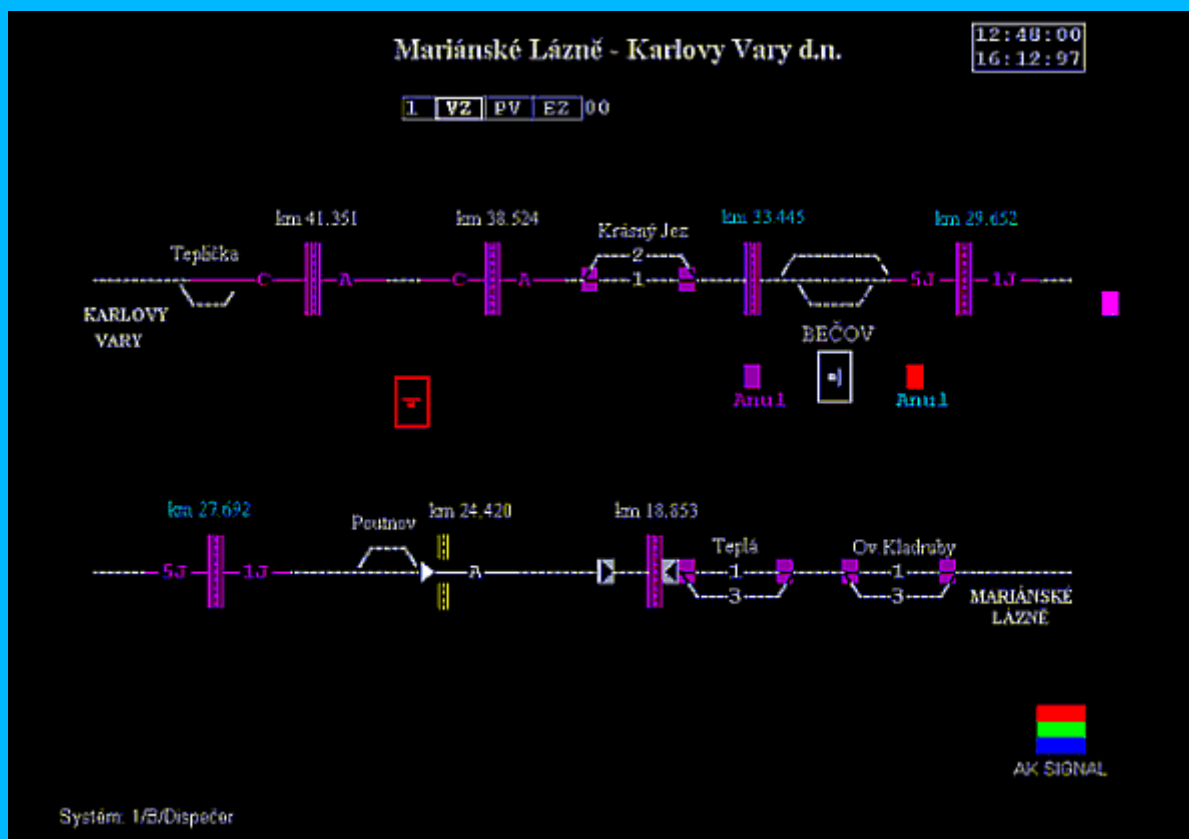 Mariánské Lázně - Karlovy Vary d.n.
12:48:00
16:12:97
1 VZ PV EZ 00
km 41.351
km 38.524
Krásný Jez
km 33.445
km 29.652
Teplička
2
C A C A 1 5J 1J
KARLOVY
VARY
BEČOV
Anul
Anul
km 27.692
Poutnov
km 24.420
km 18.853
Teplá
Ov.Kladruby
5J 1J A 1 1
3 3
MARIÁNSKÉ
LÁZNĚ
AK SIGNAL
Systém: 1/B/Dispečer